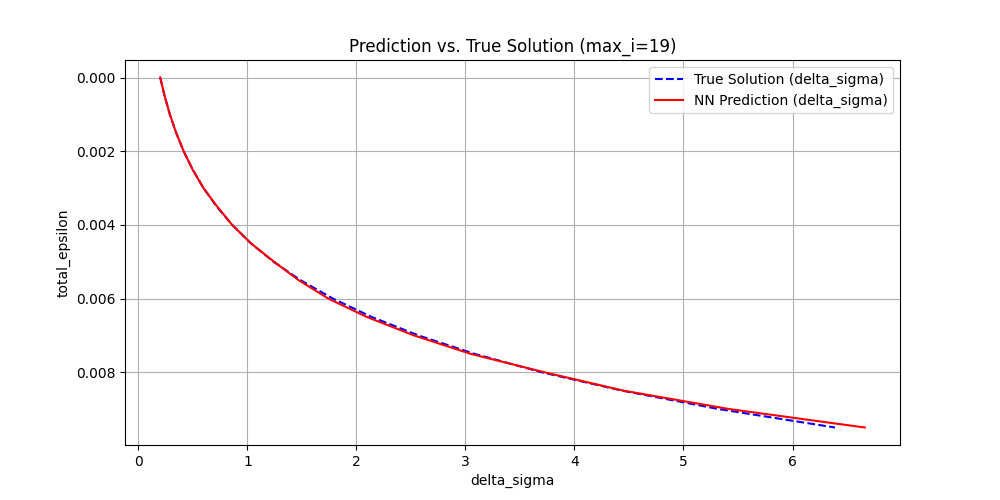 Prediction vs. True Solution (max_i=19)
True Solution (delta_sigma)
NN Prediction (delta_sigma)
total_epsilon
0.000
0.002
0.004
0.006
0.008
0 1 2 3 4 5 6
delta_sigma